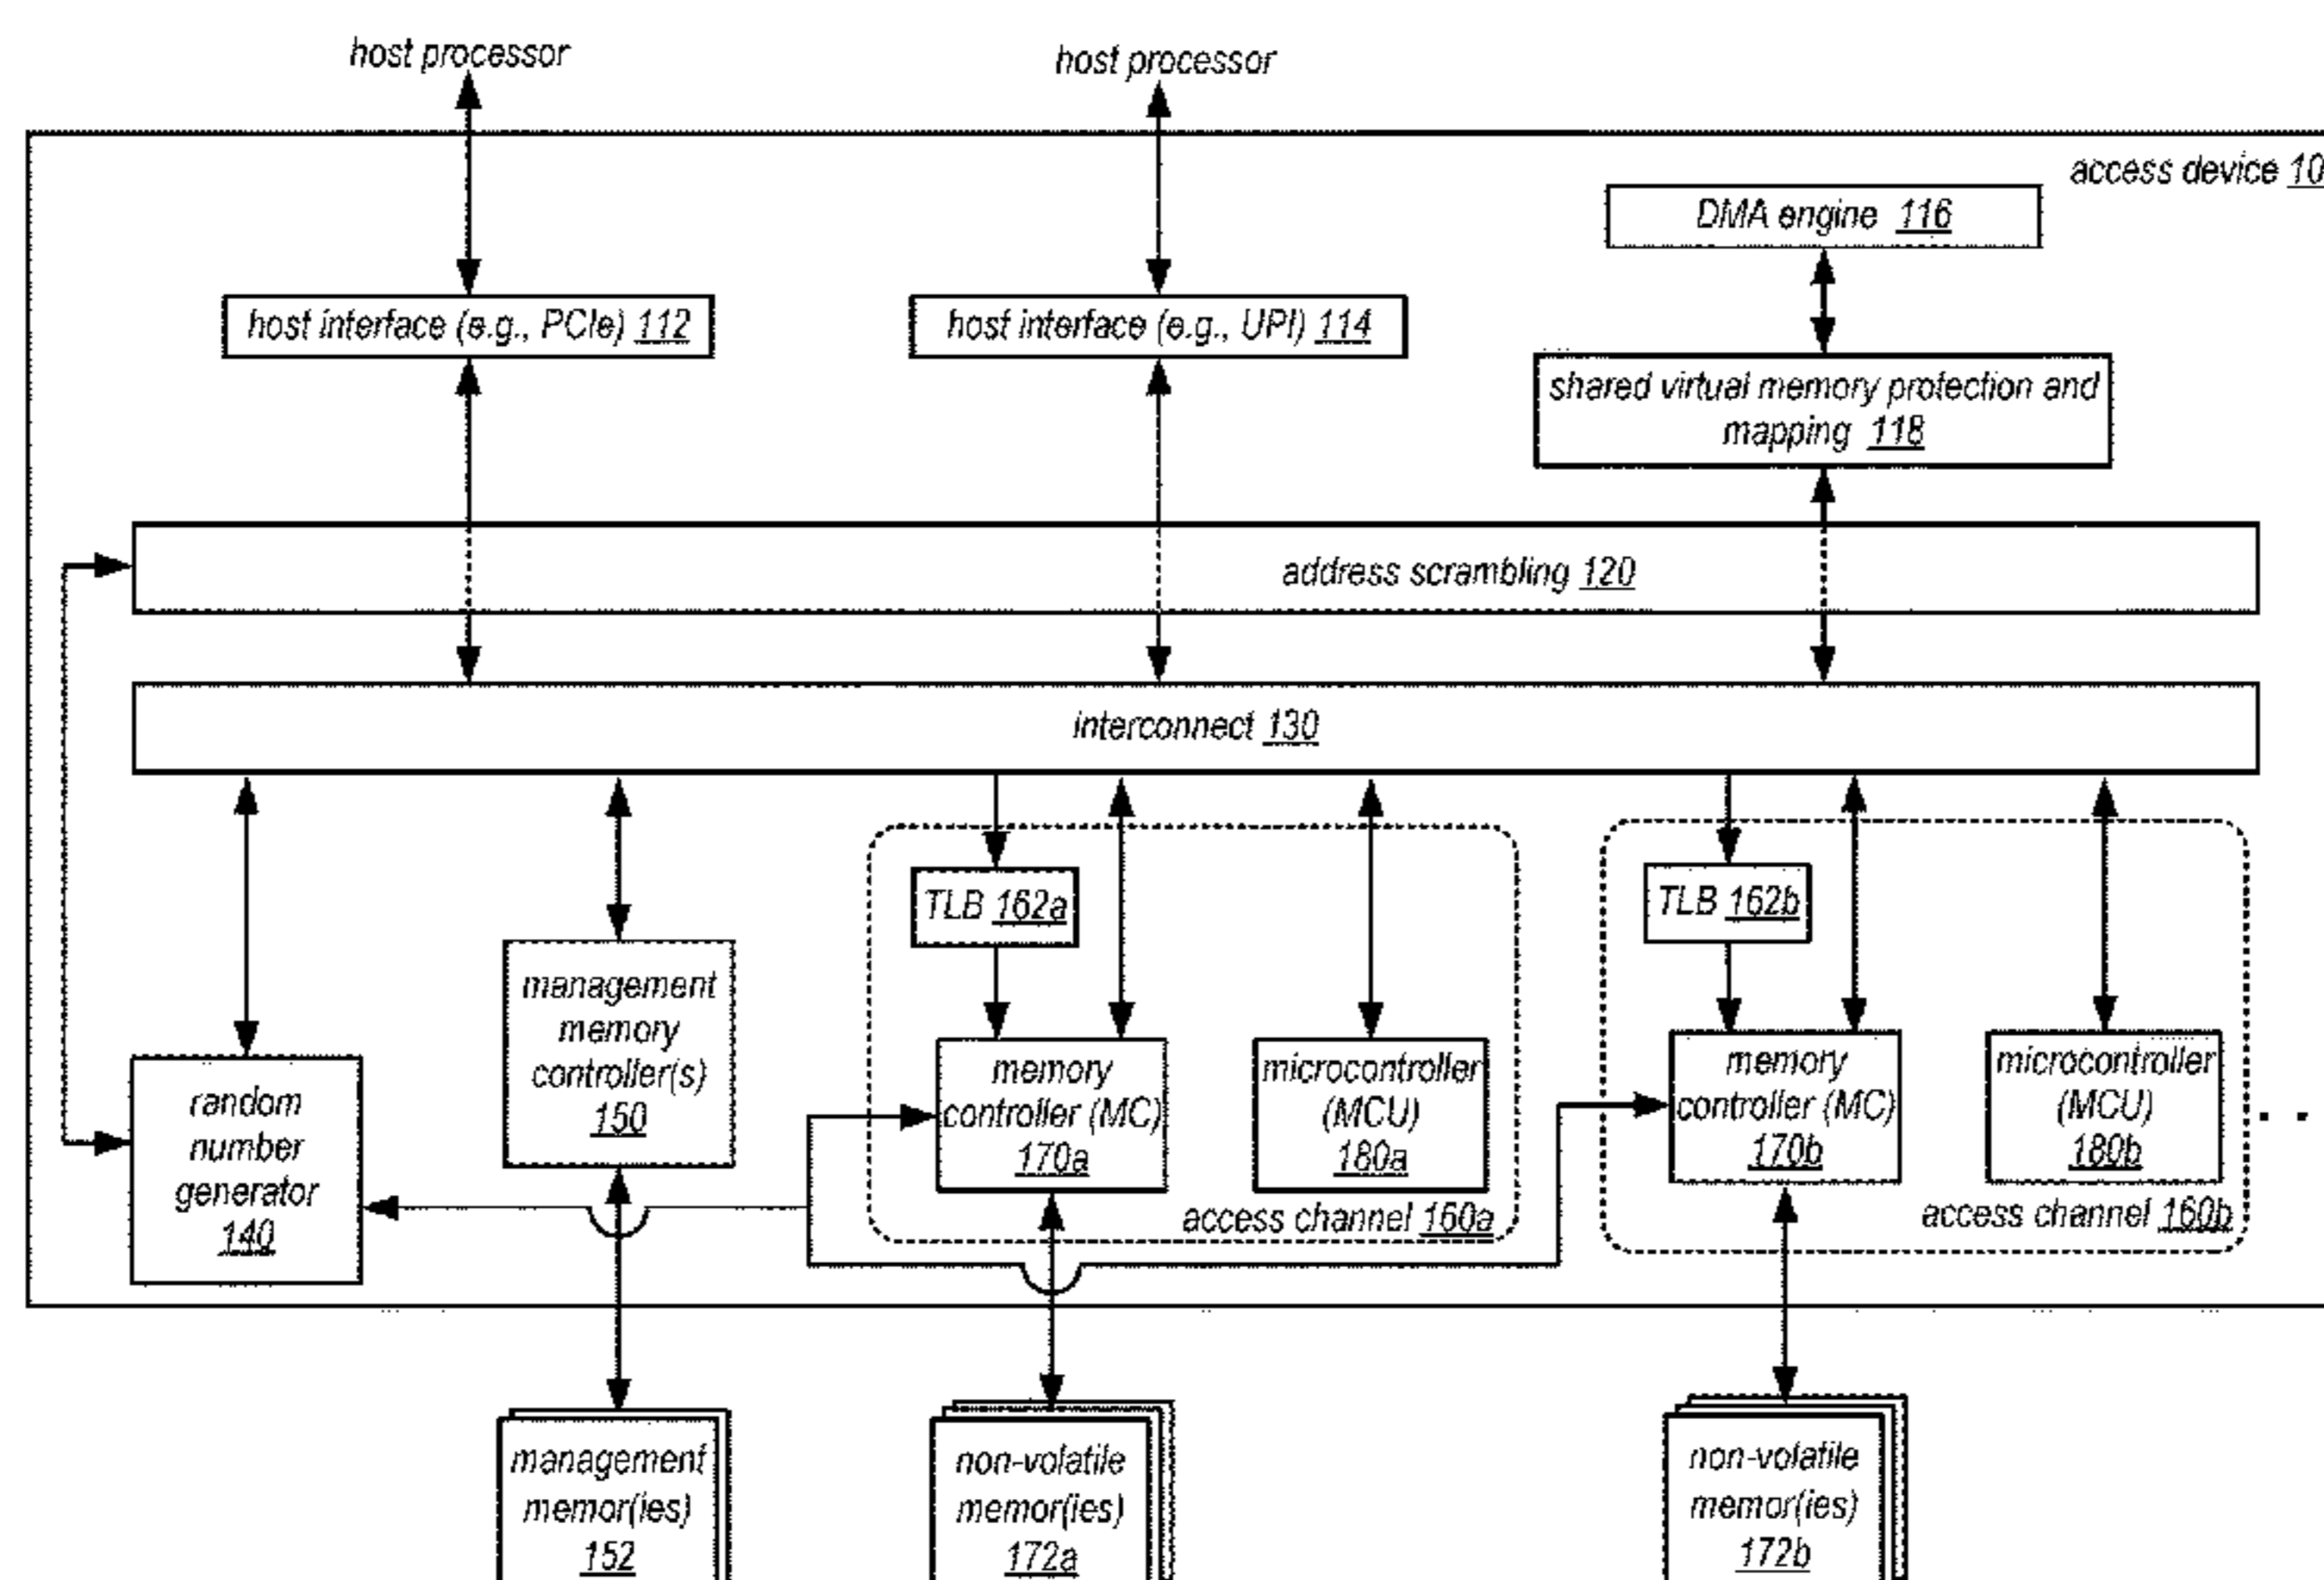 host processor
host processor
access device 10
DMA engine 116
host interface (e.g., PCIe) 112
host interface (e.g., UPI) 114
shared virtual memory protection and
mapping 118
address scrambling 120
interconnect 130
TLB 162a
TLB 162b
management
memory
controller(s)
150
random
number
generator
140
memory
controller (MC)
170a
microcontroller
(MCU)
180a
access channel 160a
memory
controller (MC)
170b
microcontroller
(MCU)
180b
access channel 160b
. .
management
memor(ies)
152
non-volatile
memor(ies)
172a
non-volatile
memor(ies)
172b